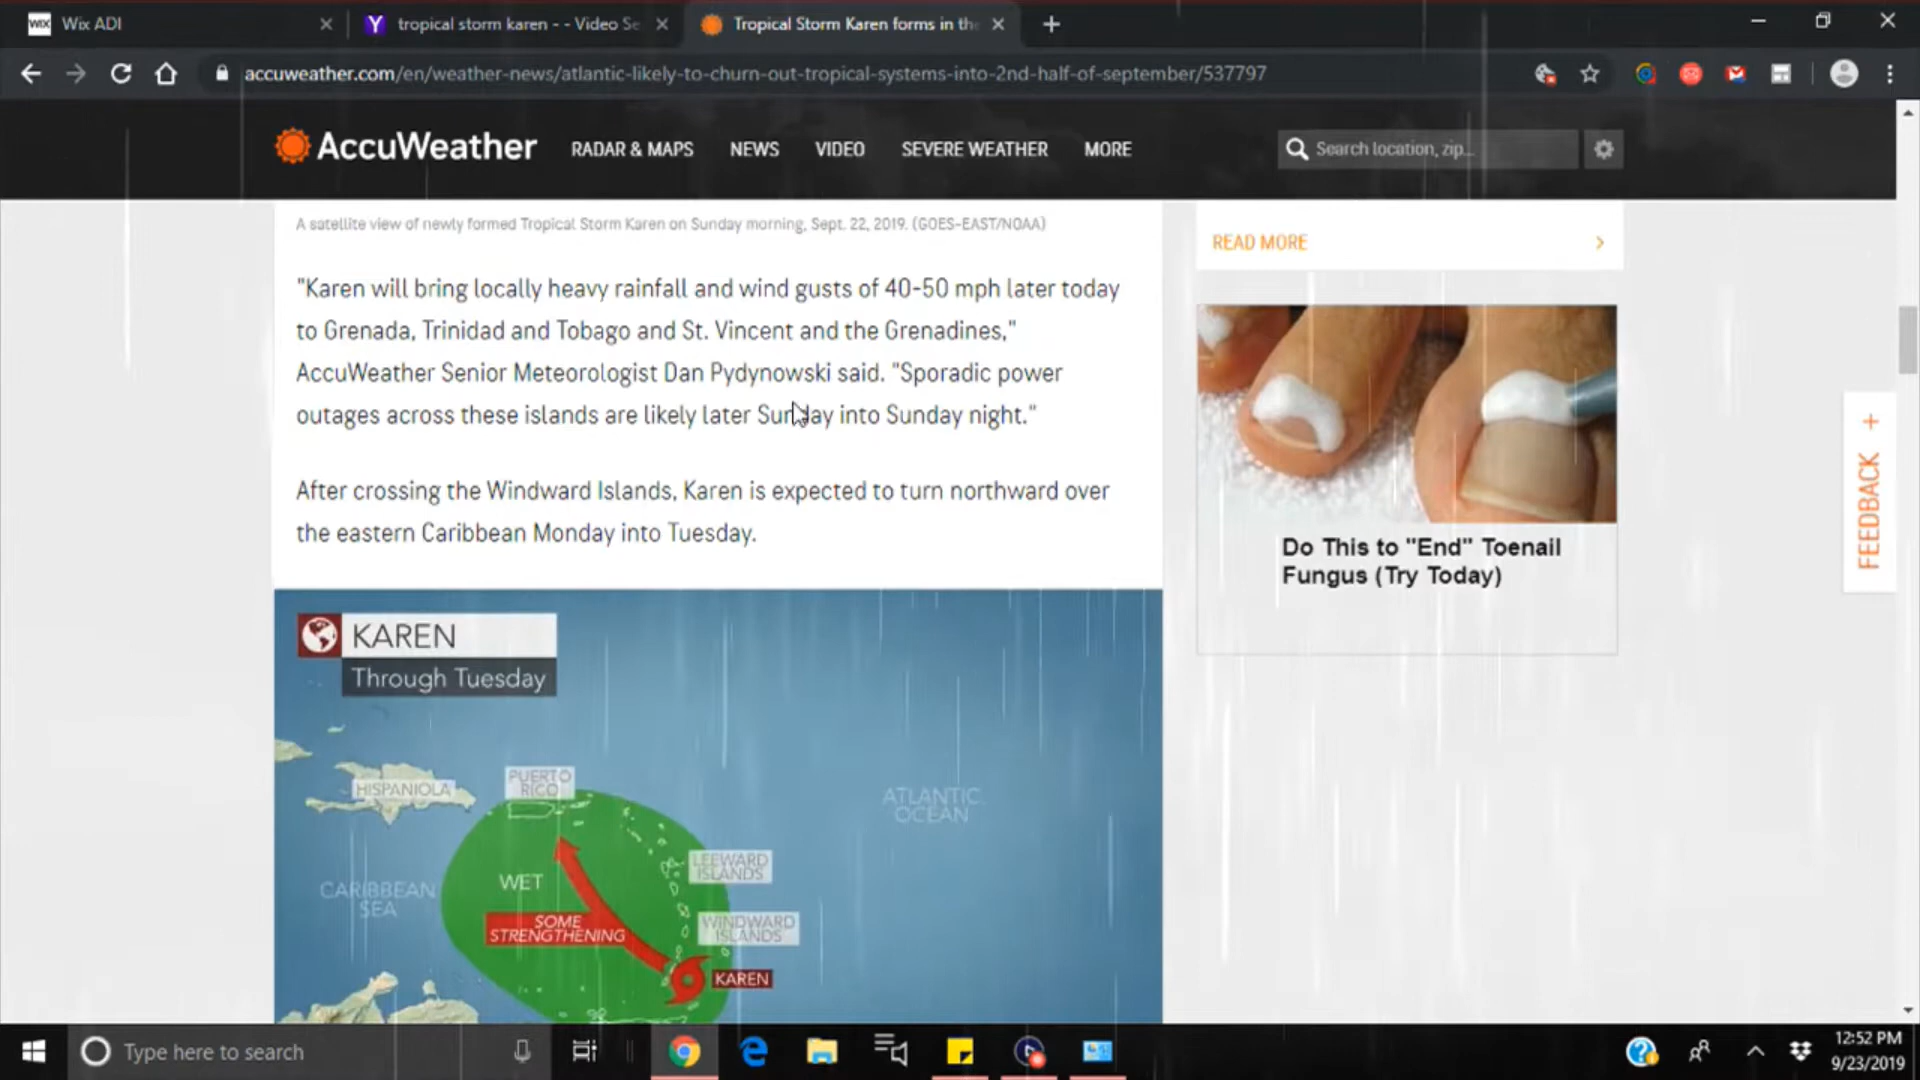 WIX Wix ADI
Y tropical storm karen - - Video Se
Tropical Storm Karen forms in th
accuweather.com/en/weather-news/atlantic-likely-to-churn-out-tropical-systems-into-2nd-half-of-september/537797
AccuWeather RADAR & MAPS NEWS VIDEO SEVERE WEATHER MORE
Search location, zip...
A satellite view of newly formed Tropical Storm Karen on Sunday morning, Sept. 22, 2019. (GOES-EAST/NOAA)
"Karen will bring locally heavy rainfall and wind gusts of 40-50 mph later today
to Grenada, Trinidad and Tobago and St. Vincent and the Grenadines,"
AccuWeather Senior Meteorologist Dan Pydynowski said. "Sporadic power
outages across these islands are likely later Sunday into Sunday night."
After crossing the Windward Islands, Karen is expected to turn northward over
the eastern Caribbean Monday into Tuesday.
KAREN
Through Tuesday
HISPANIOLA
PUERTO
RICO
ATLANTIC
OCEAN
LEEWARD
ISLANDS
CARIBBEAN
SEA
WET
SOME
STRENGTHENING
WINDWARD
ISLANDS
KAREN
READ MORE
Do This to "End" Toenail
Fungus (Try Today)
FEEDBACK
Type here to search
12:52 PM
9/23/2019